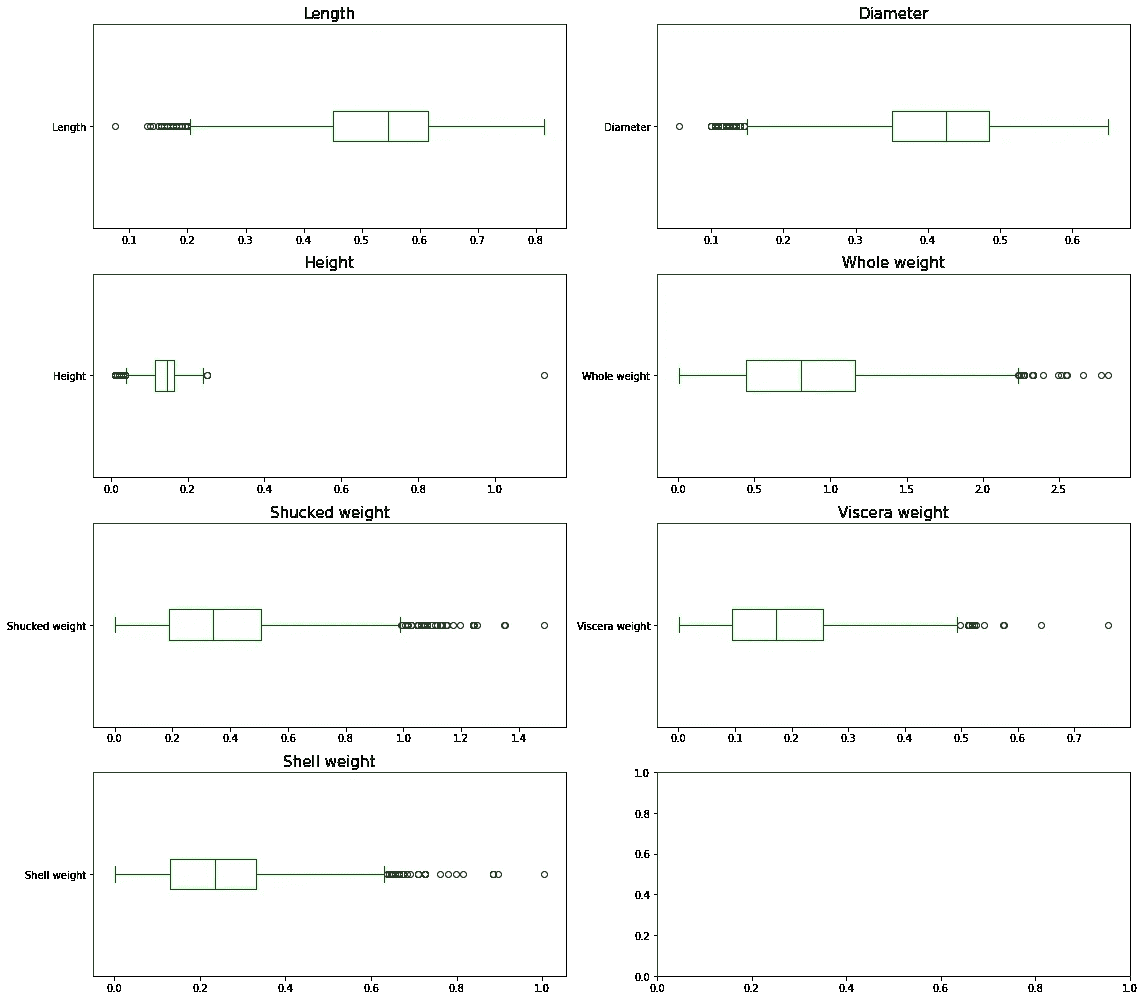 Length
Length
0.1 0.2 0.3 0.4 0.5 0.6 0.7 0.8
Diameter
Diameter
0.1 0.2 0.3 0.4 0.5 0.6
Height
Height
0.0 0.2 0.4 0.6 0.8 1.0
Whole weight
Whole weight
0.0 0.5 1.0 1.5 2.0 2.5
Shucked weight
Shucked weight
0.0 0.2 0.4 0.6 0.8 1.0 1.2 1.4
Viscera weight
Viscera weight
0.0 0.1 0.2 0.3 0.4 0.5 0.6 0.7
Shell weight
Shell weight
0.0 0.2 0.4 0.6 0.8 1.0
1.0
0.8
0.6
0.4
0.2
0.0
0.0 0.2 0.4 0.6 0.8 1.0